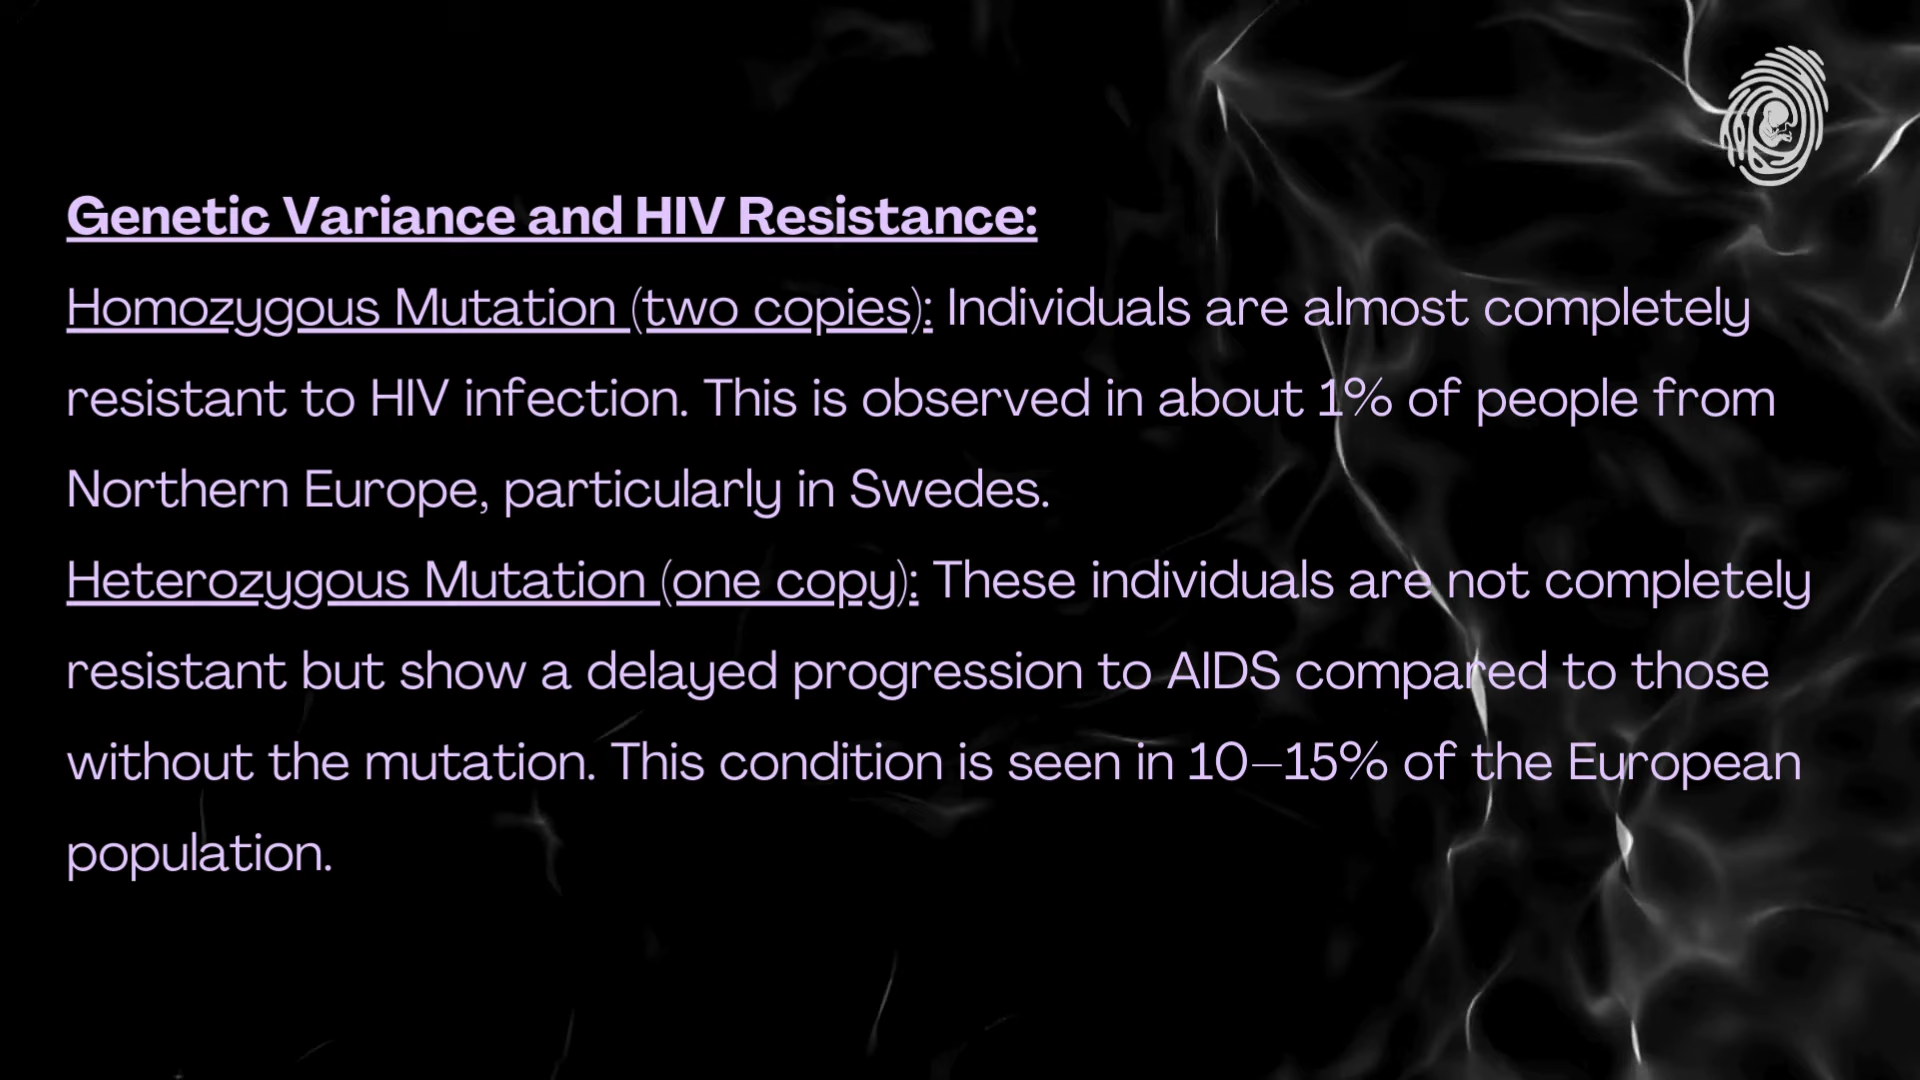 Genetic Variance and HIV Resistance:
Homozygous Mutation (two copies): Individuals are almost completely
resistant to HIV infection. This is observed in about 1% of people from
Northern Europe, particularly in Swedes.
Heterozygous Mutation (one copy): These individuals are not completely
resistant but show a delayed progression to AIDS compared to those
without the mutation. This condition is seen in 10–15% of the European
population.